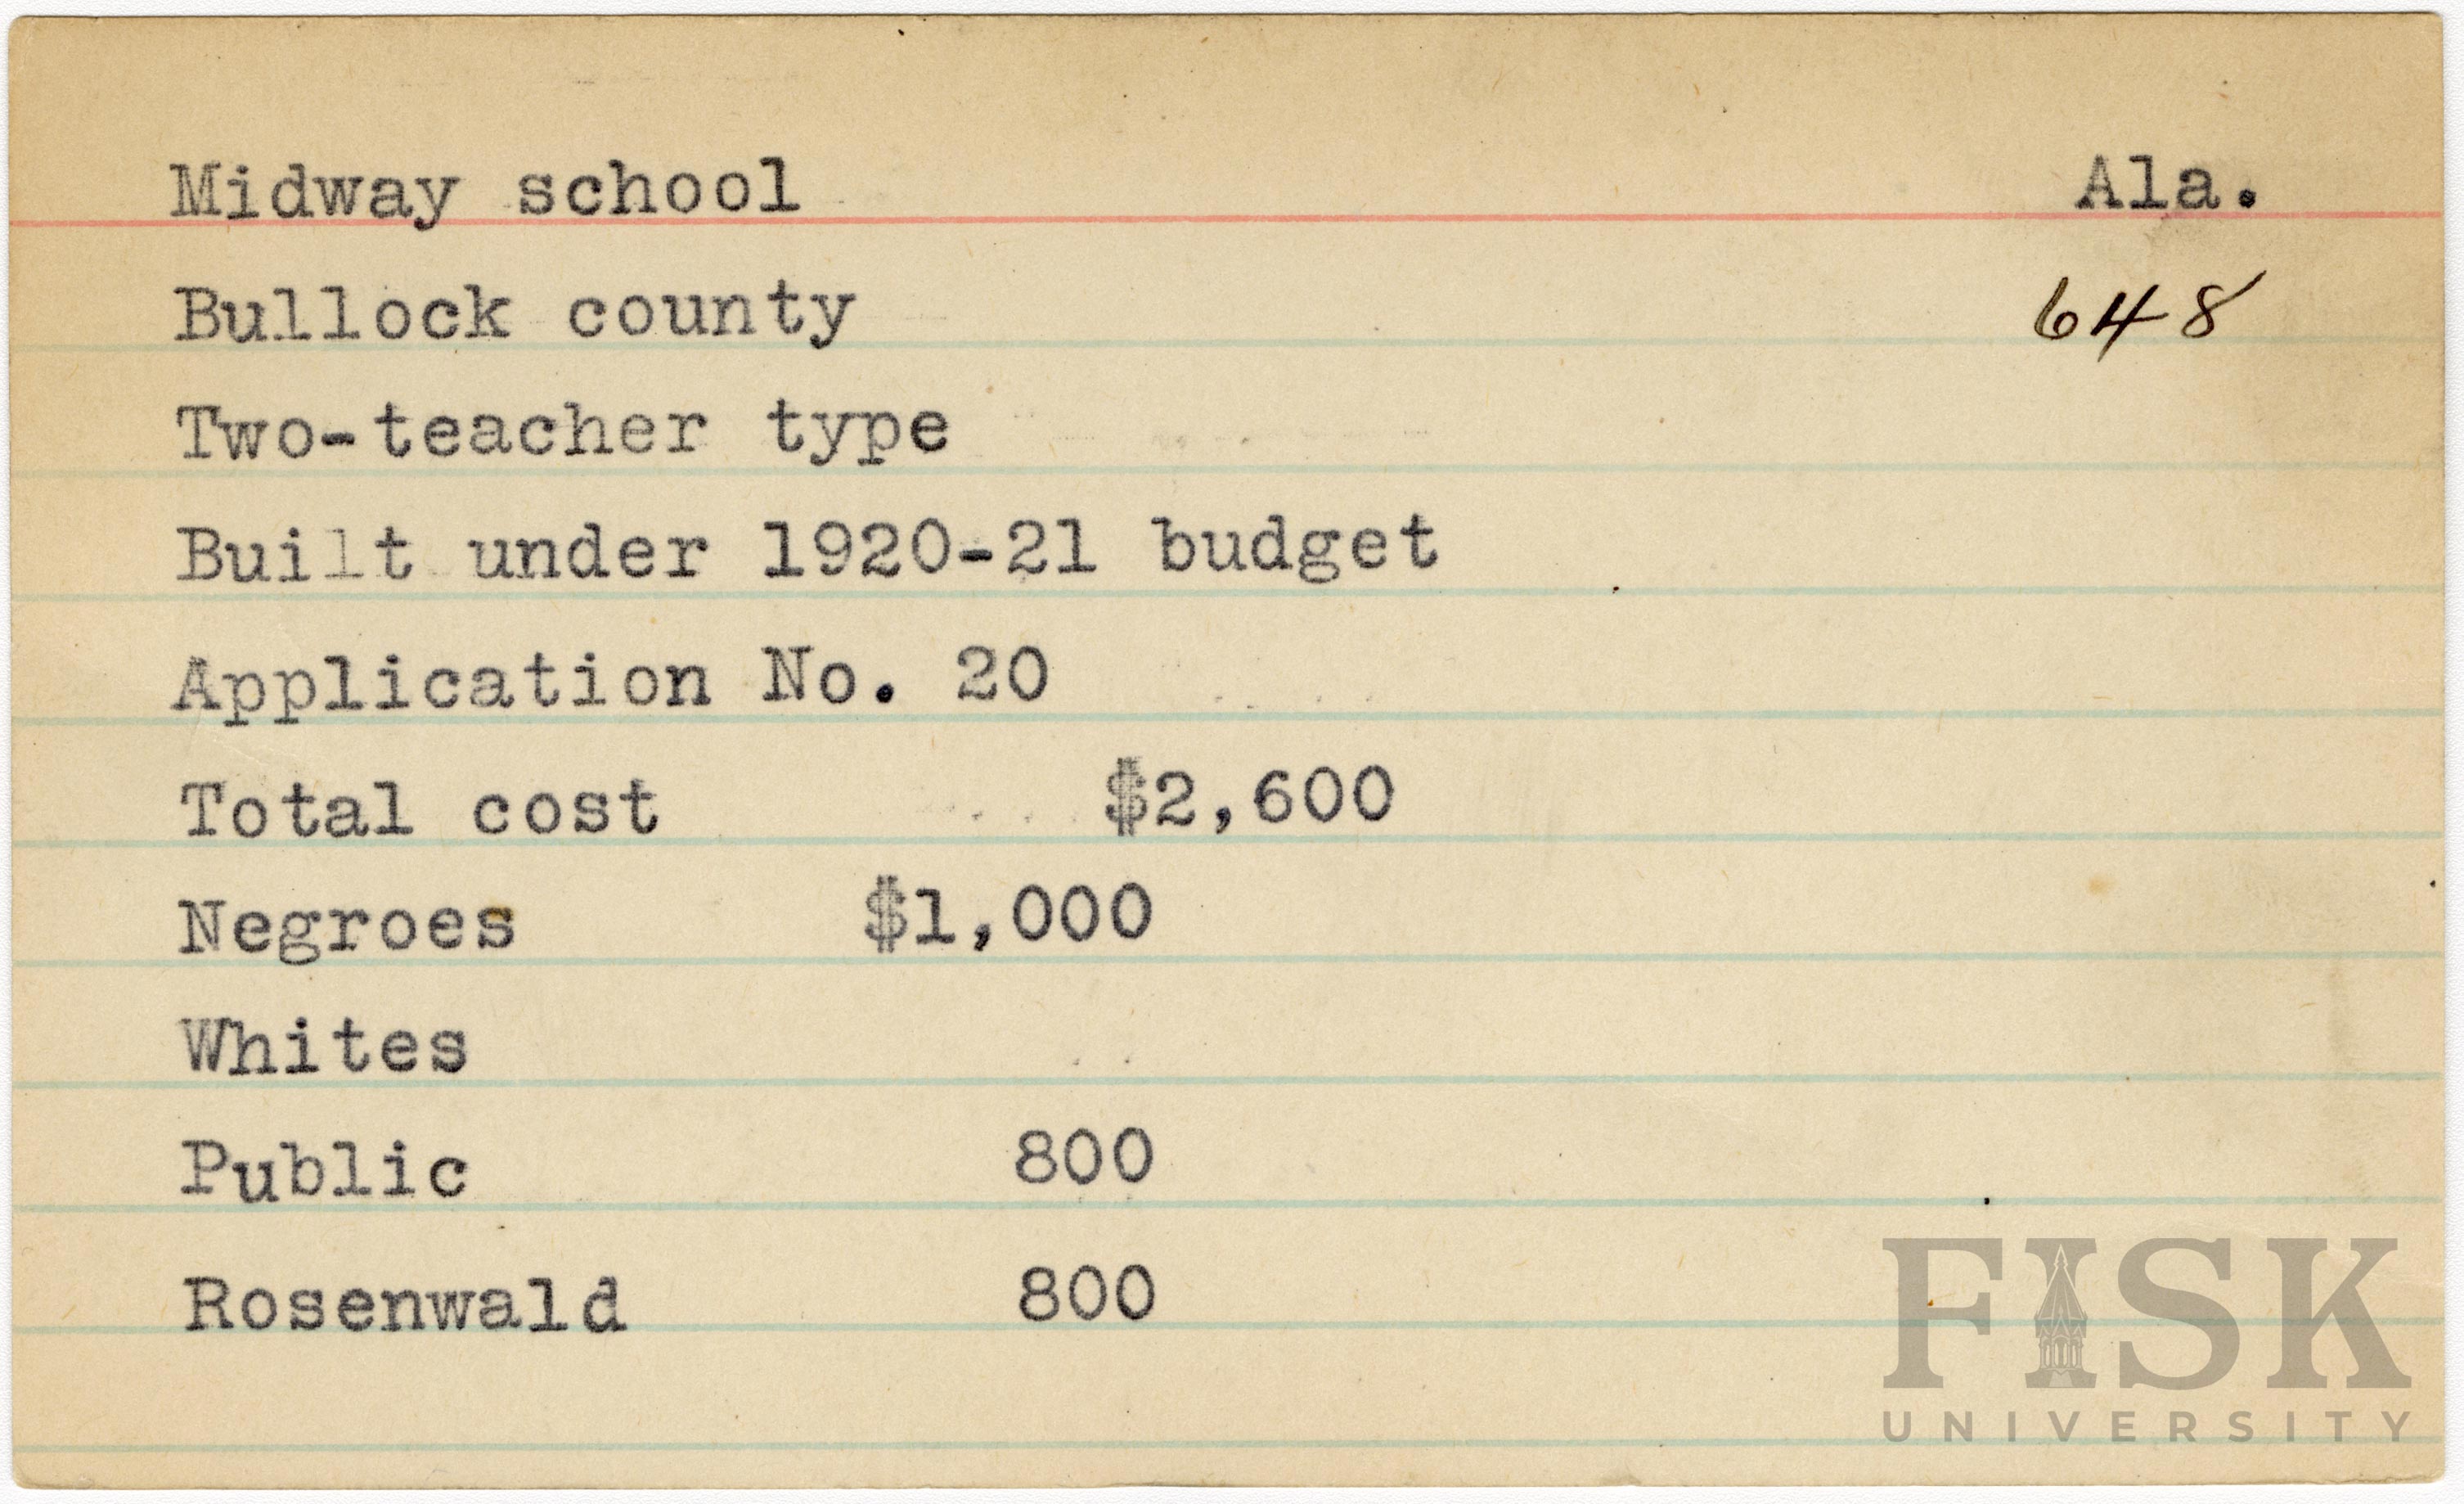 Midway school Ala.
Bullock county 648
Two-teacher type
Built under 1920-21 budget
Application No. 20
Total cost $2,600
Negroes $1,000
Whites
Public 800
Rosenwald 800
FISK
UNIVERSITY